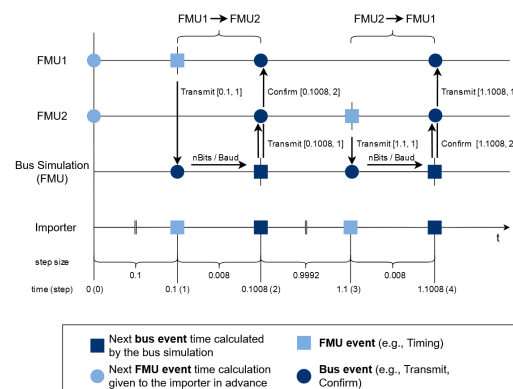 FMU1 → FMU2
FMU2 → FMU1
FMU1
Transmit [0.1, 1]
Confirm [0.1008, 2]
Transmit [1.1008, 1
FMU2
Transmit [0.1008, 1]
Transmit [1.1, 1]
Confirm [1.1008, 2
Bus Simulation
(FMU)
nBits / Baud
nBits / Baud
Importer
t
step size
0.1
0.008
0.9992
0.008
time (step)
0 (0)
0.1 (1)
0.1008 (2)
1.1 (3)
1.1008 (4)
Next bus event time calculated
by the bus simulation
FMU event (e.g., Timing)
Next FMU event time calculation
given to the importer in advance
Bus event (e.g., Transmit,
Confirm)